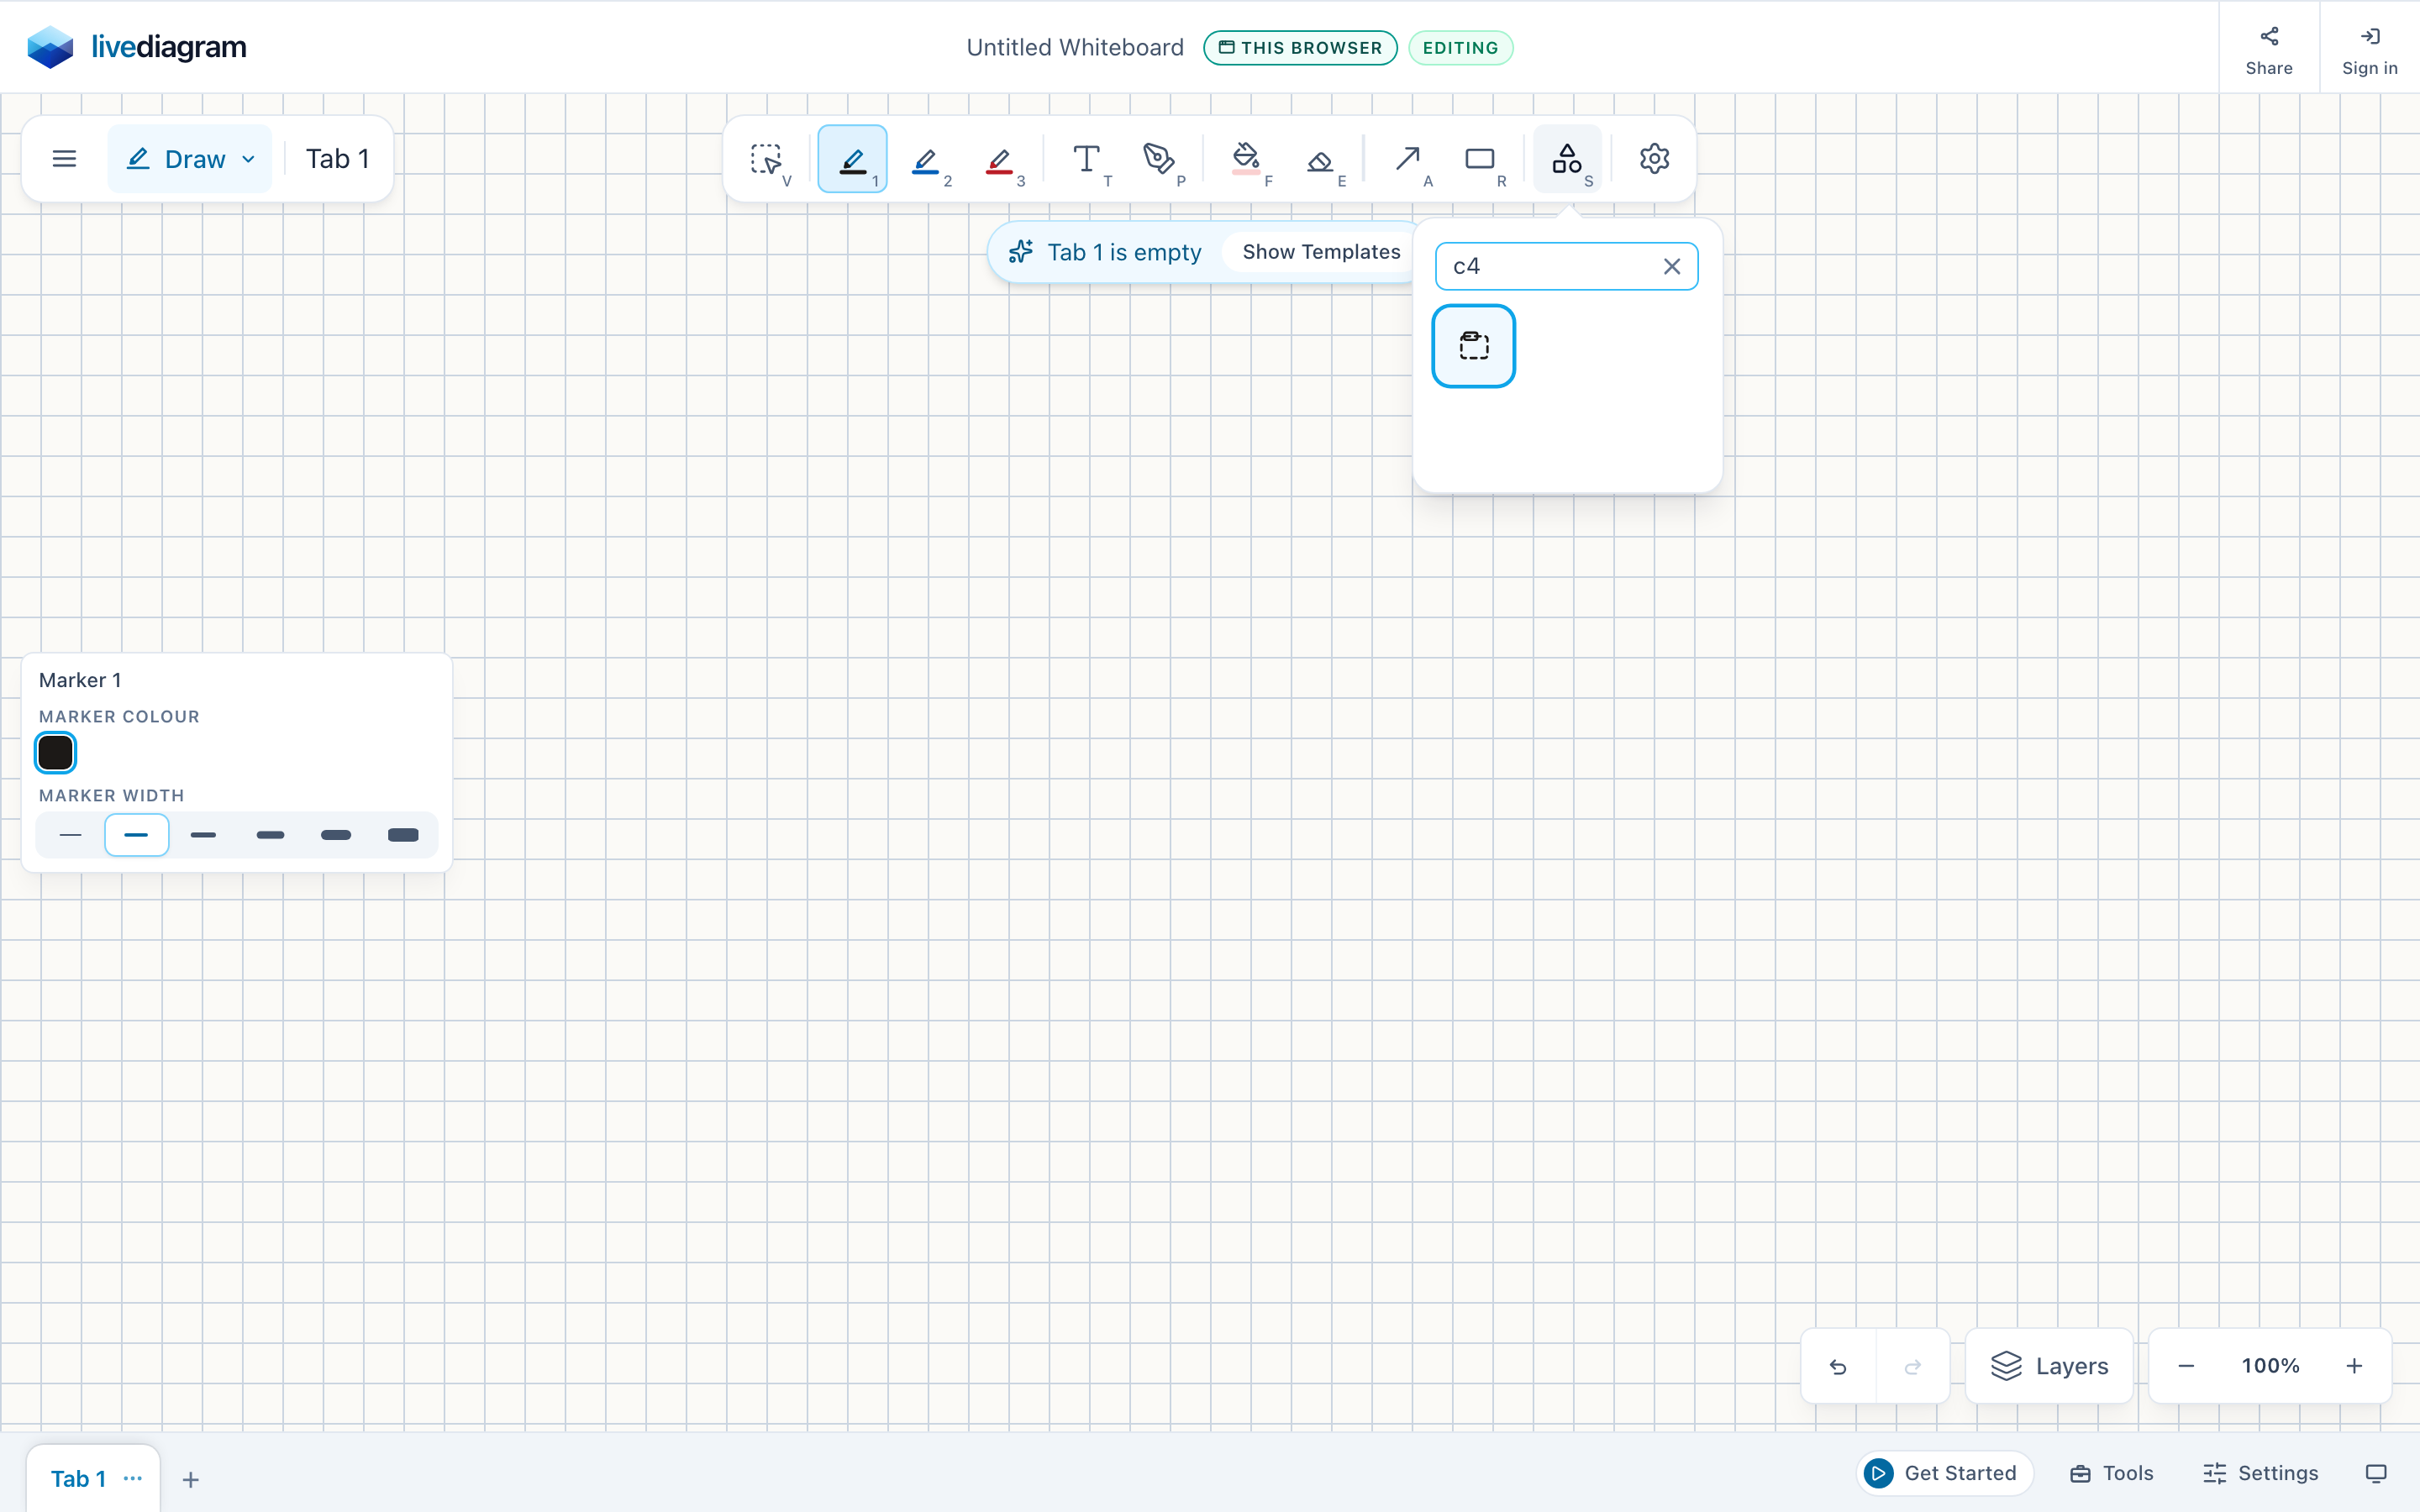 livediagram
Untitled Whiteboard
THIS BROWSER
EDITING
Share
Sign in
Draw
Tab 1
V
1
2
3
T
P
F
E
A
R
S
Tab 1 is empty
Show Templates
c4
Marker 1
MARKER COLOUR
MARKER WIDTH
Layers
100%
Tab 1
Get Started
Tools
Settings